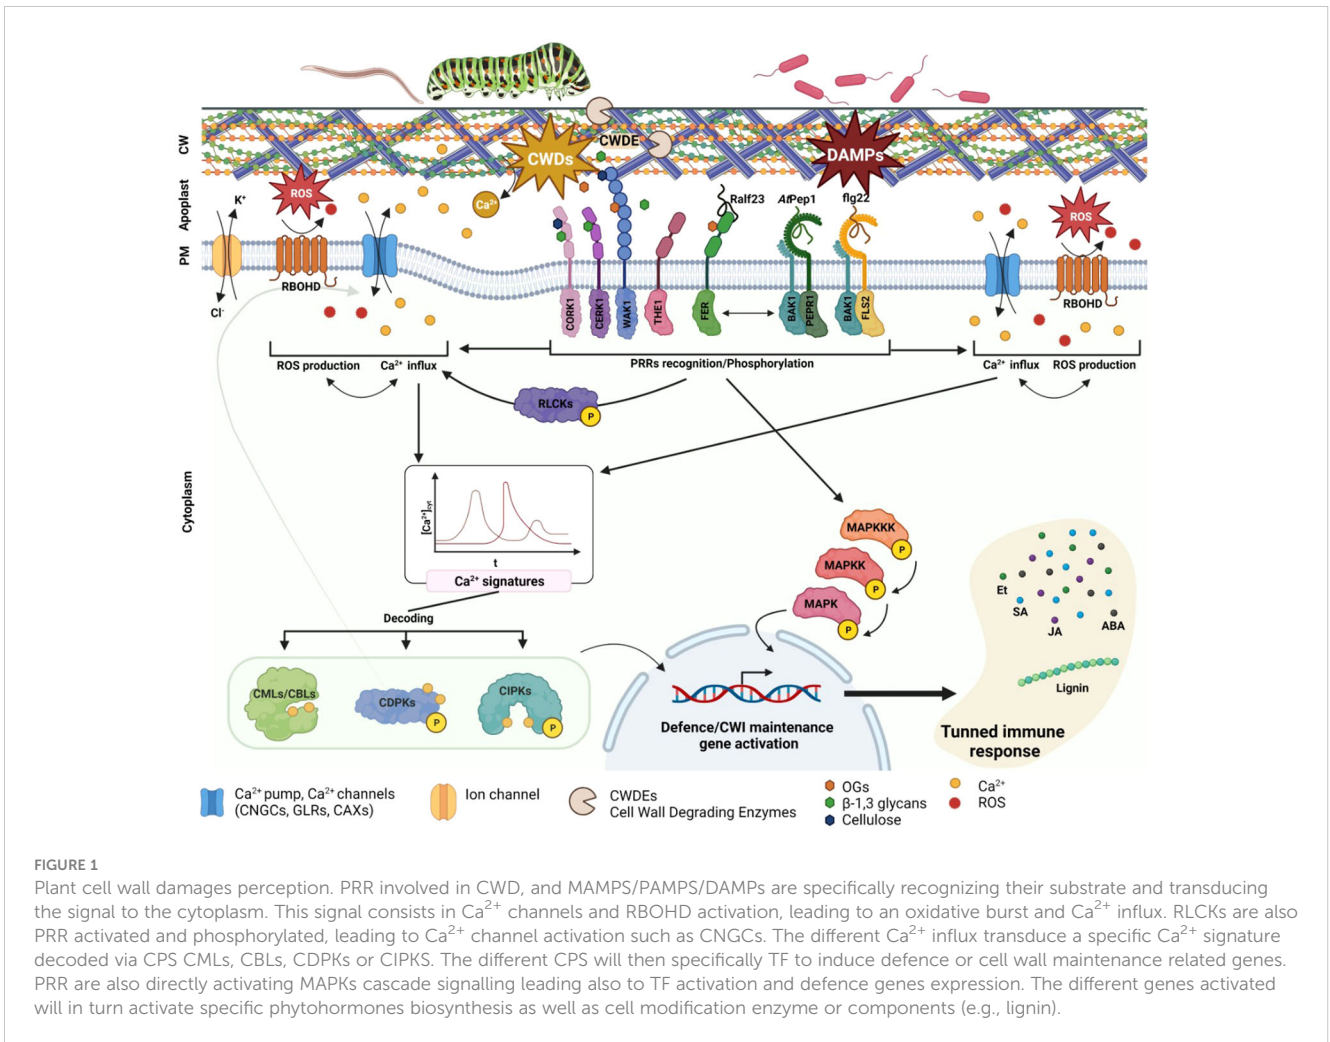 CW
CWDs
CWDE
DAMPs
Apoplast
ROS
K⁺
Ca²⁺
Ralf23
AtPep1
flg22
ROS
PM
RBOHD
Cl⁻
CORK1
CERK1
WAK1
THE1
FER
BAK1
PEPR1
BAK1
FLS2
RBOHD
ROS production
Ca²⁺ influx
PRRs recognition/Phosphorylation
Ca²⁺ influx
ROS production
RLCKs
P
Cytoplasm
[Ca²⁺]cyt
t
Ca²⁺ signatures
Decoding
MAPKKK
P
MAPKK
P
MAPK
P
Et
SA
JA
ABA
Lignin
CMLs/CBLs
CDPKs
P
CIPKs
P
Defence/CWI maintenance
gene activation
Tunned immune
response
Ca²⁺ pump, Ca²⁺ channels
(CNGCs, GLRs, CAXs)
Ion channel
CWDEs
Cell Wall Degrading Enzymes
OGs
β-1,3 glycans
Cellulose
Ca²⁺
ROS
FIGURE 1
Plant cell wall damages perception. PRR involved in CWD, and MAMPS/PAMPS/DAMPs are specifically recognizing their substrate and transducing
the signal to the cytoplasm. This signal consists in Ca²⁺ channels and RBOHD activation, leading to an oxidative burst and Ca²⁺ influx. RLCKs are also
PRR activated and phosphorylated, leading to Ca²⁺ channel activation such as CNGCs. The different Ca²⁺ influx transduce a specific Ca²⁺ signature
decoded via CPS CMLs, CBLs, CDPKs or CIPKS. The different CPS will then specifically TF to induce defence or cell wall maintenance related genes.
PRR are also directly activating MAPKs cascade signalling leading also to TF activation and defence genes expression. The different genes activated
will in turn activate specific phytohormones biosynthesis as well as cell modification enzyme or components (e.g., lignin).